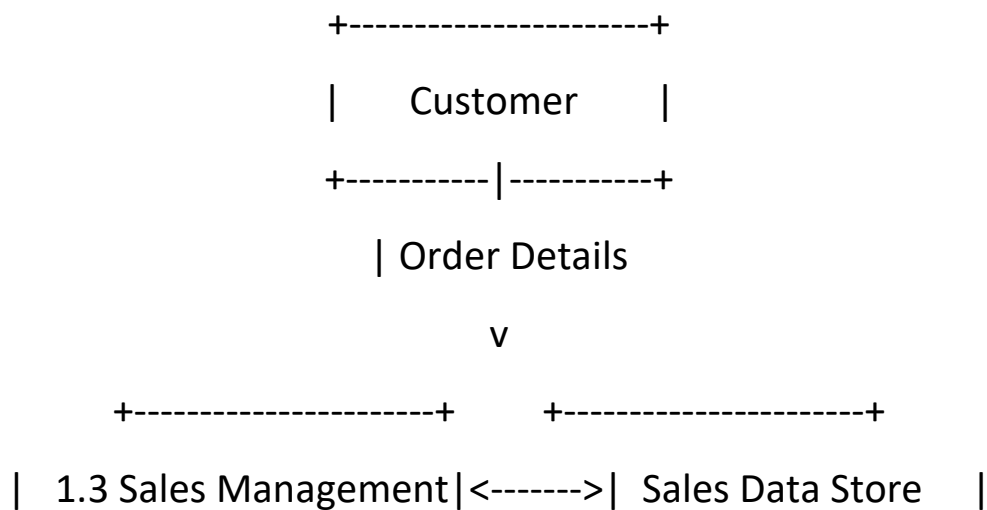 +-----------------------+
| Customer |
+-----------|-----------+
| Order Details
v
+-----------------------+ +-----------------------+
| 1.3 Sales Management|<------->| Sales Data Store |